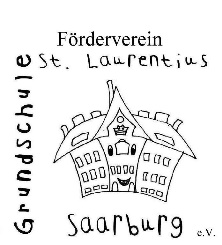 Förderverein
St. Laurentius
Grundschule
Saarburg e.V.